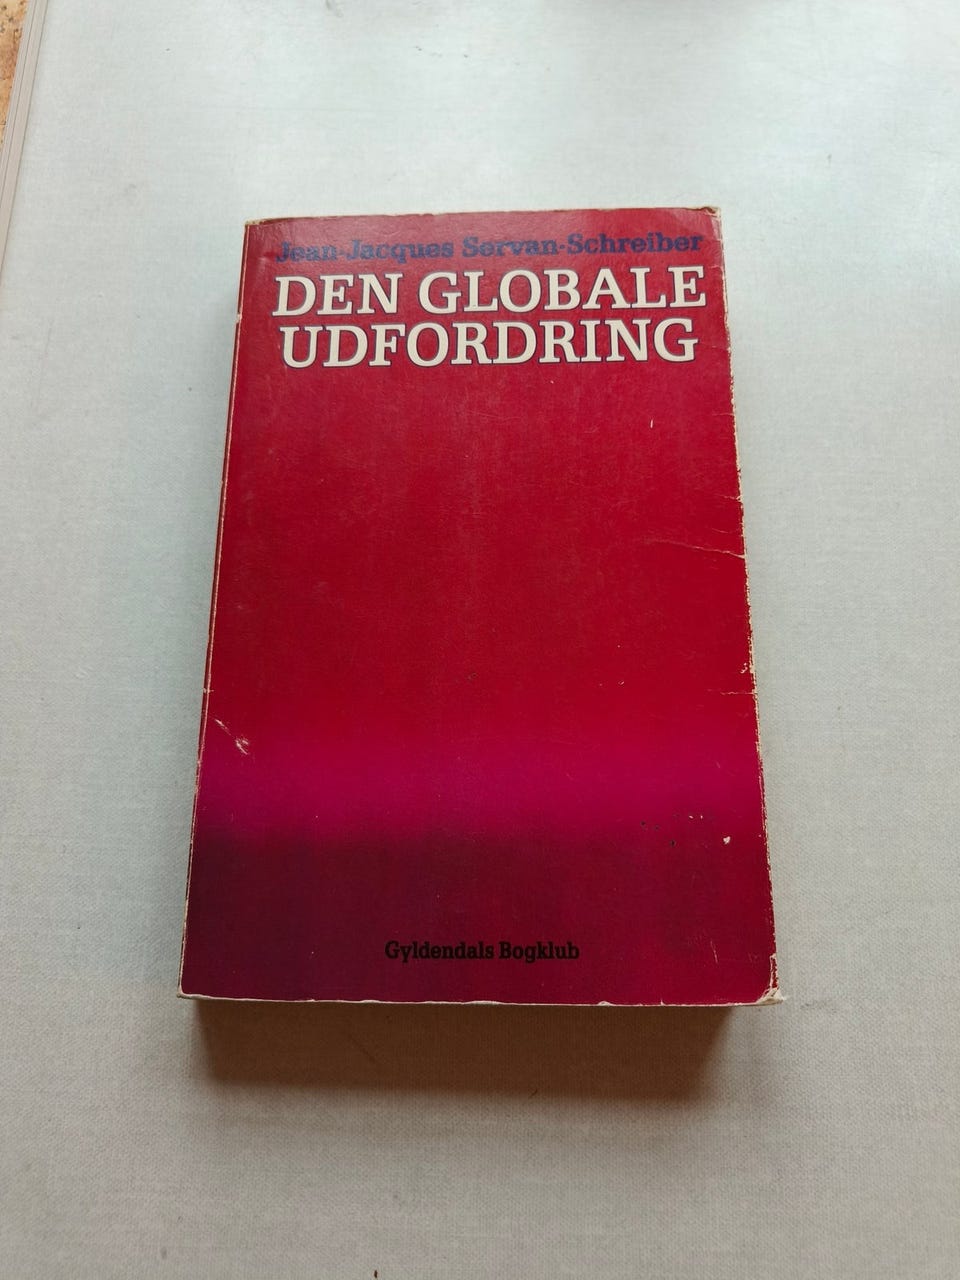 Jean-Jacques Servan-Schreiber
DEN GLOBALE
UDFORDRING
Gyldendals Bogklub